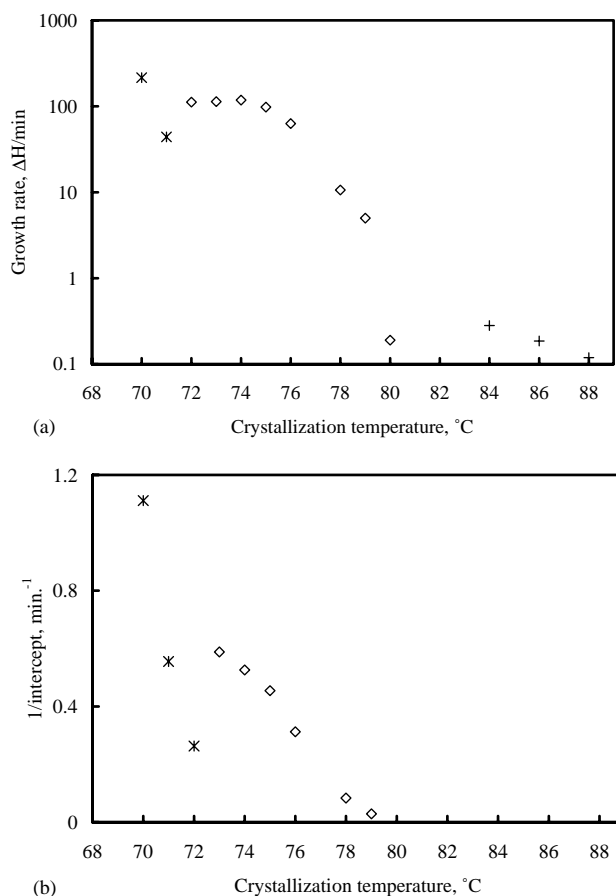 1000
100
10
1
0.1
Growth rate, ΔH/min
68 70 72 74 76 78 80 82 84 86 88
(a) Crystallization temperature, °C
1.2
0.8
0.4
0
1/intercept, min.⁻¹
68 70 72 74 76 78 80 82 84 86 88
(b) Crystallization temperature, °C